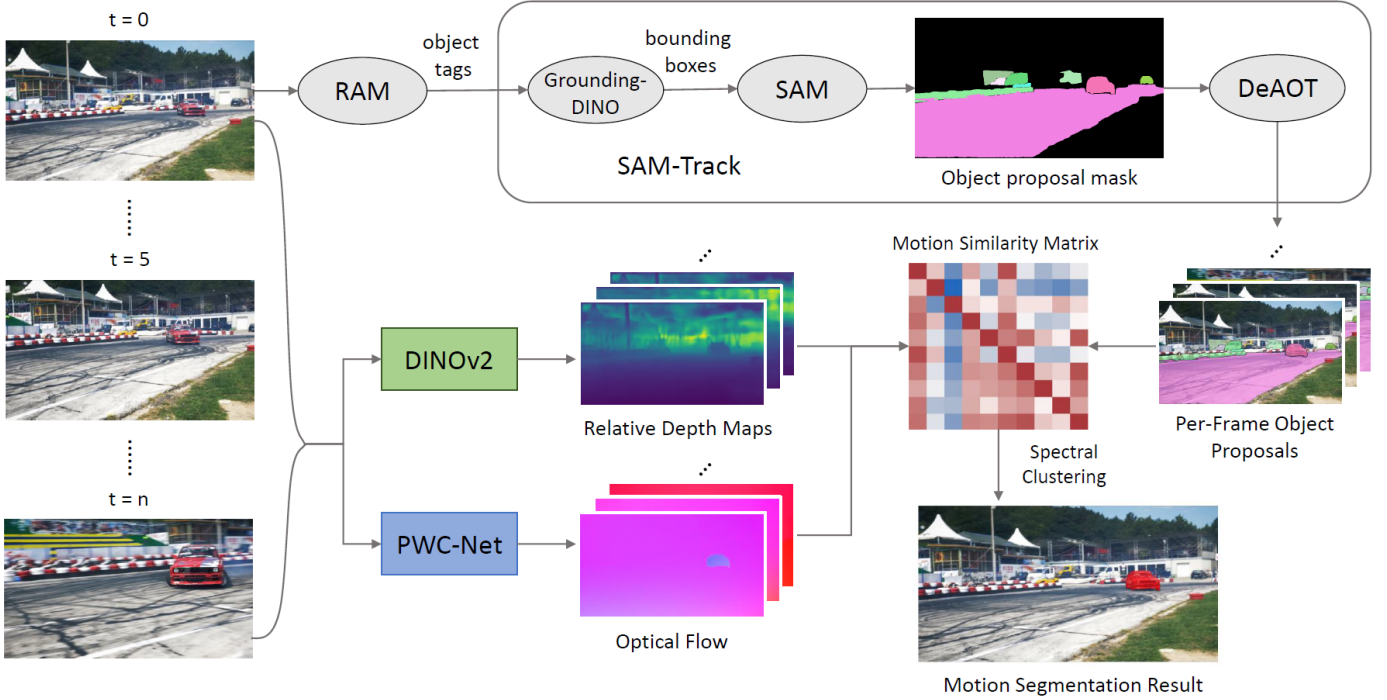 t = 0
RAM
object
tags
Grounding-
DINO
bounding
boxes
SAM
Object proposal mask
DeAOT
SAM-Track
t = 5
DINOv2
Relative Depth Maps
Motion Similarity Matrix
Per-Frame Object
Proposals
Spectral
Clustering
t = n
PWC-Net
Optical Flow
Motion Segmentation Result